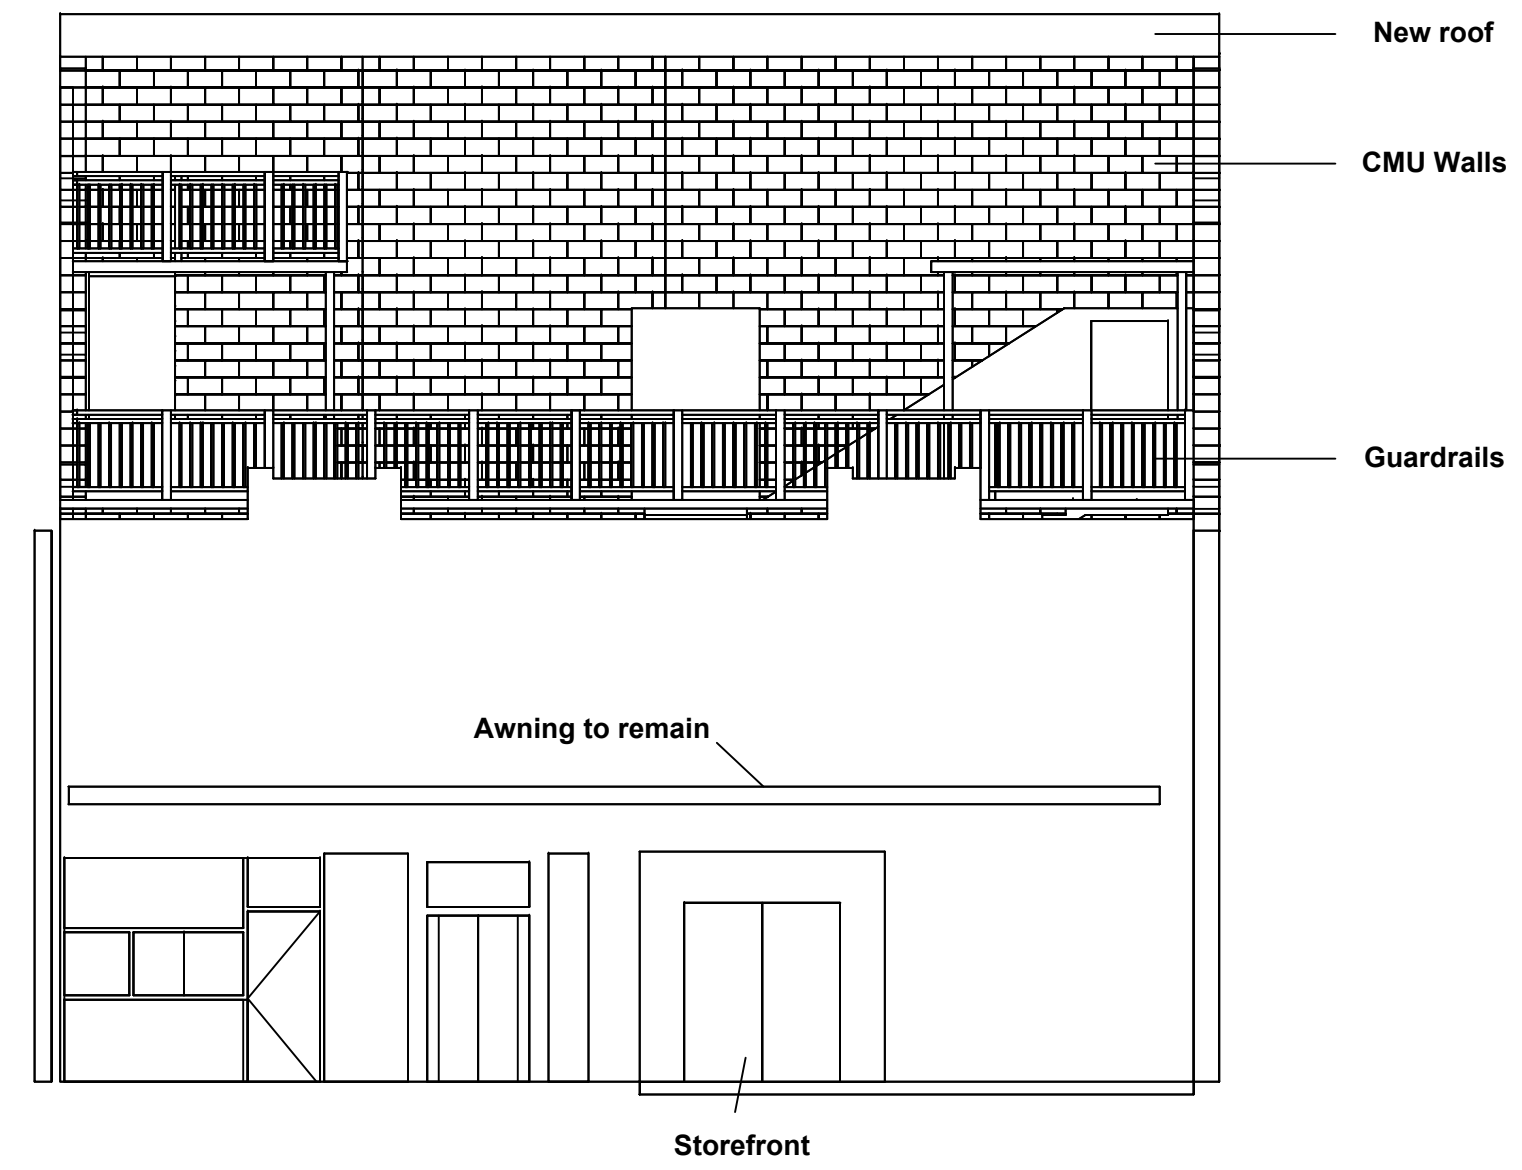 New roof
CMU Walls
Guardrails
Awning to remain
Storefront